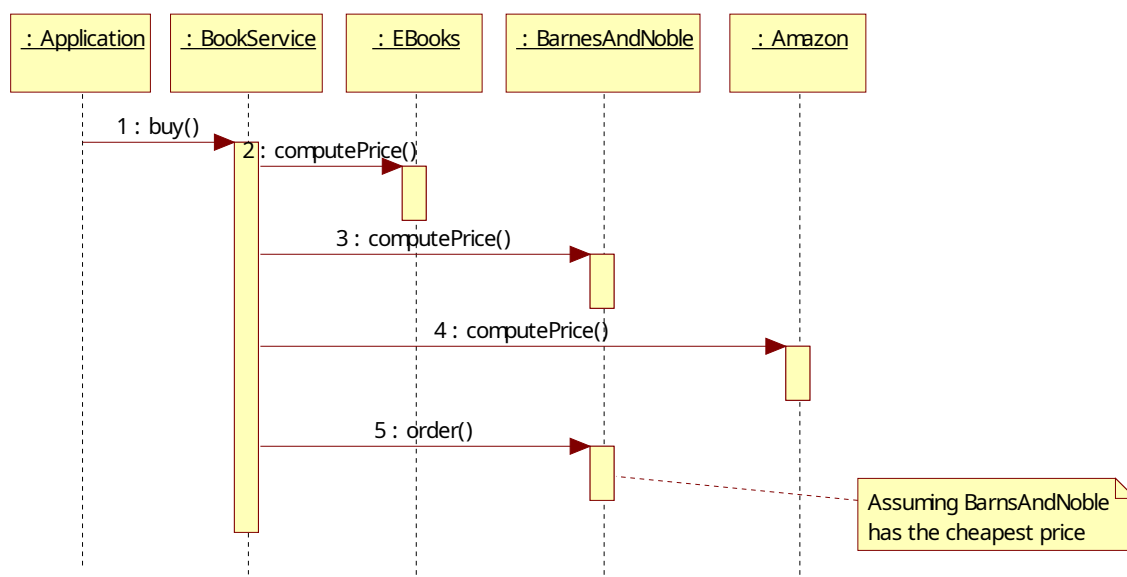 : Application
: BookService
: EBooks
: BarnesAndNoble
: Amazon
1 : buy()
2 : computePrice()
3 : computePrice()
4 : computePrice()
5 : order()
Assuming BarnsAndNoble
has the cheapest price